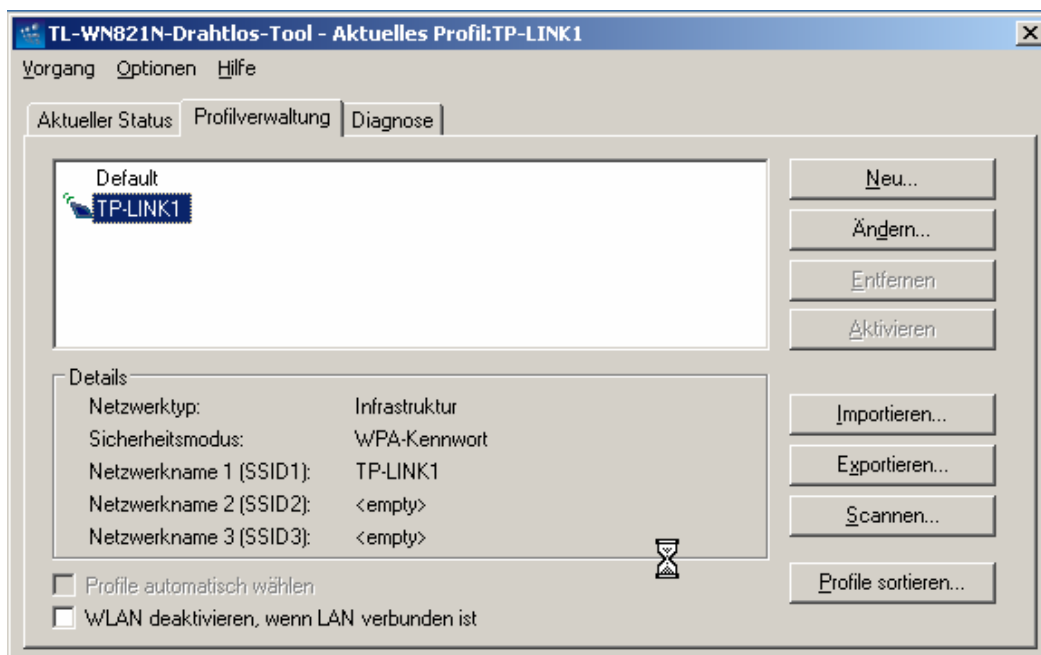 TL-WN821N-Drahtlos-Tool - Aktuelles Profil:TP-LINK1
Vorgang Optionen Hilfe
Aktueller Status Profilverwaltung Diagnose
Default
TP-LINK1
Neu...
Ändern...
Entfernen
Aktivieren
Details
Netzwerktyp: Infrastruktur
Sicherheitsmodus: WPA-Kennwort
Netzwerkname 1 (SSID1): TP-LINK1
Netzwerkname 2 (SSID2): <empty>
Netzwerkname 3 (SSID3): <empty>
Importieren...
Exportieren...
Scannen...
Profile sortieren...
Profile automatisch wählen
WLAN deaktivieren, wenn LAN verbunden ist